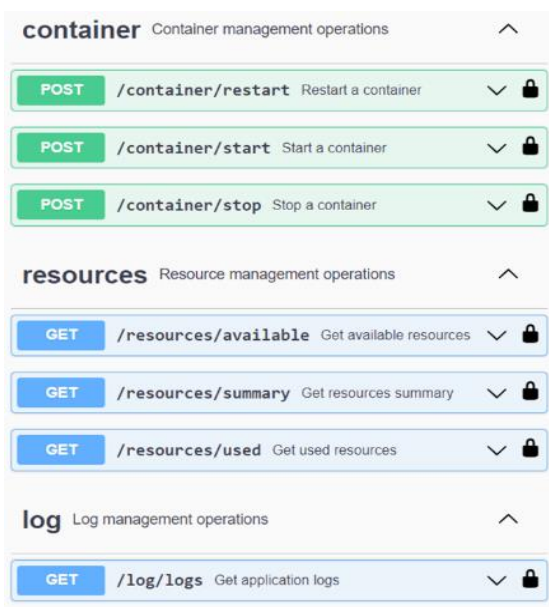 container Container management operations
POST /container/restart Restart a container
POST /container/start Start a container
POST /container/stop Stop a container
resources Resource management operations
GET /resources/available Get available resources
GET /resources/summary Get resources summary
GET /resources/used Get used resources
log Log management operations
GET /log/logs Get application logs